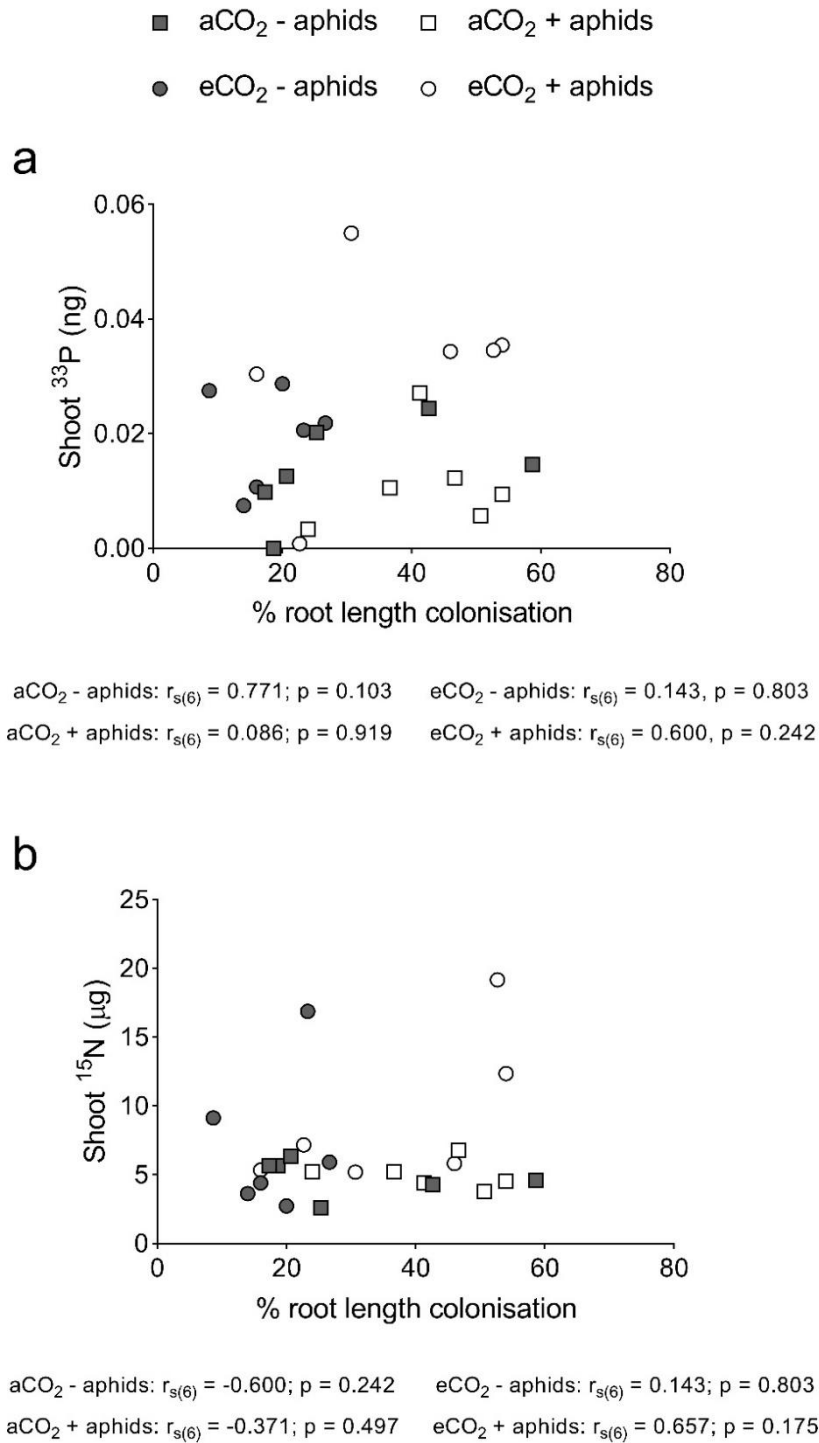 aCO₂ - aphids aCO₂ + aphids
eCO₂ - aphids eCO₂ + aphids
a
0.06
0.04
0.02
0.00
Shoot ³³P (ng)
0 20 40 60 80
% root length colonisation
aCO₂ - aphids: rₛ₍₆₎ = 0.771; p = 0.103 eCO₂ - aphids: rₛ₍₆₎ = 0.143, p = 0.803
aCO₂ + aphids: rₛ₍₆₎ = 0.086; p = 0.919 eCO₂ + aphids: rₛ₍₆₎ = 0.600, p = 0.242
b
25
20
15
10
5
0
Shoot ¹⁵N (µg)
0 20 40 60 80
% root length colonisation
aCO₂ - aphids: rₛ₍₆₎ = -0.600; p = 0.242 eCO₂ - aphids: rₛ₍₆₎ = 0.143; p = 0.803
aCO₂ + aphids: rₛ₍₆₎ = -0.371; p = 0.497 eCO₂ + aphids: rₛ₍₆₎ = 0.657; p = 0.175